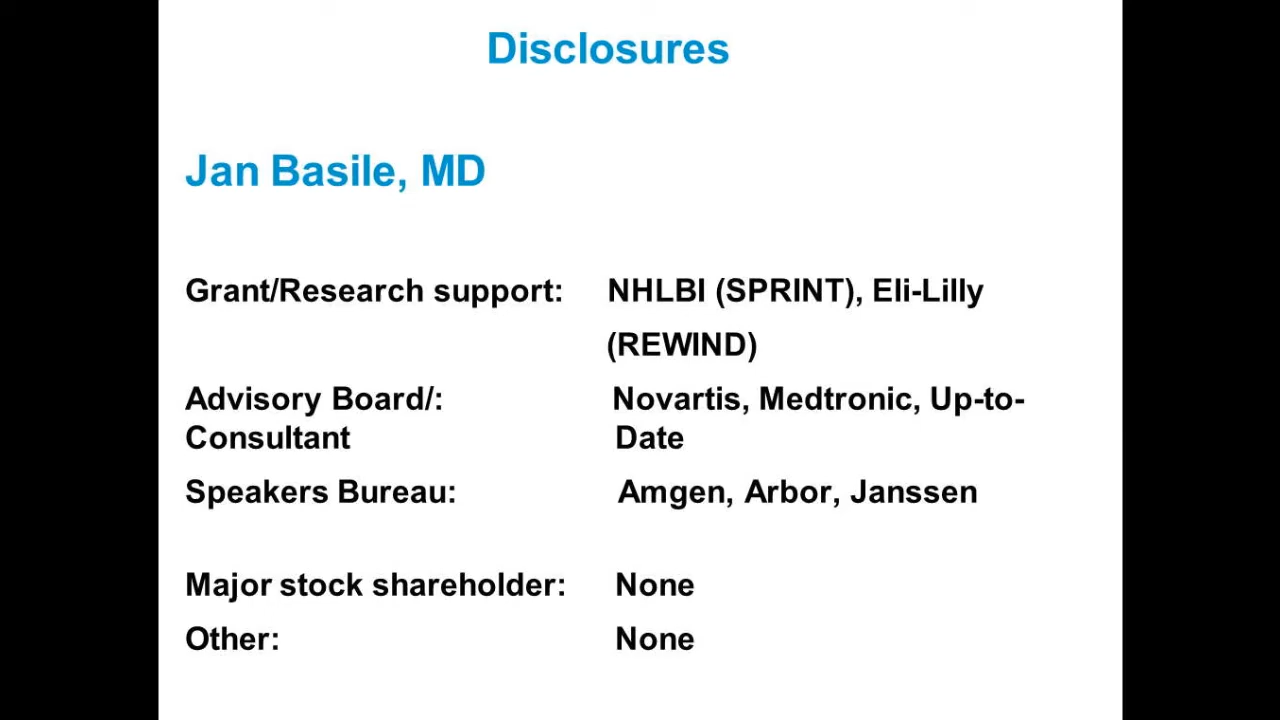 Disclosures
Jan Basile, MD
Grant/Research support: NHLBI (SPRINT), Eli-Lilly
(REWIND)
Advisory Board/: Novartis, Medtronic, Up-to-
Consultant Date
Speakers Bureau: Amgen, Arbor, Janssen
Major stock shareholder: None
Other: None